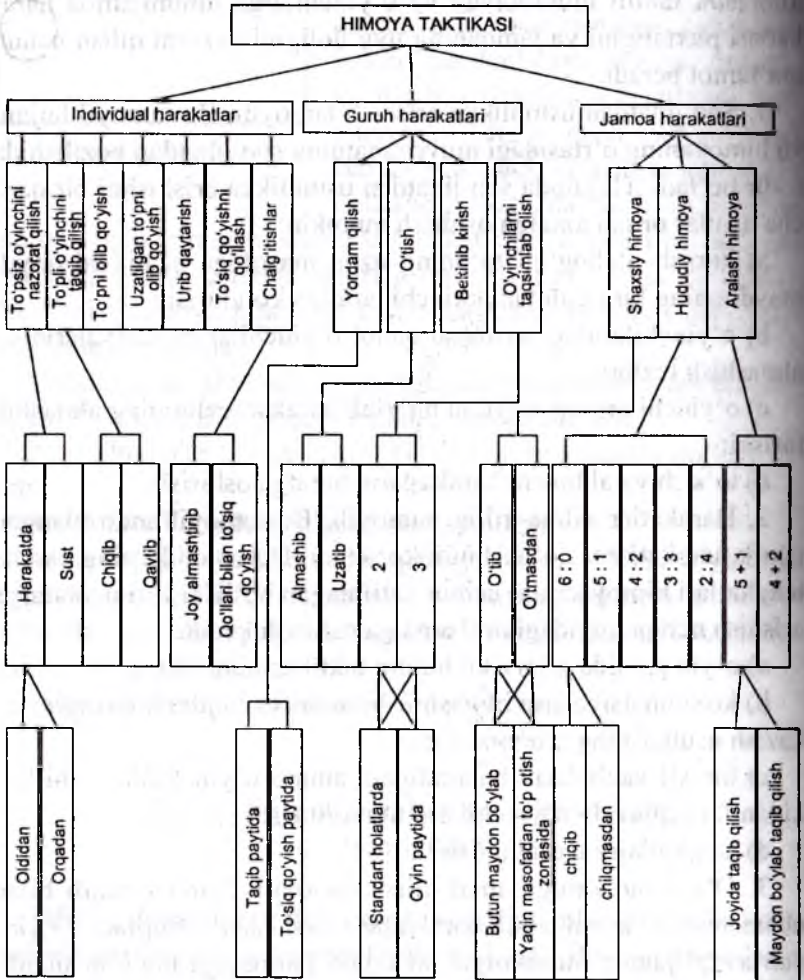 HIMOYA TAKTIKASI
Individual harakatlar
Guruh harakatlari
Jamoa harakatlari
To'psiz o'yinchini
nazorat qilish
To'pli o'yinchini
taqib qilish
To'pni olib qo'yish
Uzatilgan to'pni
olib qo'yish
Urib qaytarish
To'siq qo'yishni
qo'llash
Chalg'itishlar
Yordam berish
O'tish
Berkinib borish
O'yinchilarni
taqsimlab olish
Shaxsiy himoya
Hududiy himoya
Aralash himoya
Harakatda
Sust
Chiqib
Qaytib
Joy almashtirib
Qo'llari bilan to'siq
qo'yish
Almashib
Uzatib
2
3
O'tib
O'tmasdan
6 : 0
5 : 1
4 : 2
3 : 3
1 : 5
2 : 4
5 + 1
4 + 2
Oldidan
Orqadan
Taqib paytida
To'siq qo'yish paytida
Standart holatlarda
O'yin paytida
Butun maydon bo'ylab
Yaqin masofadan to'p otish
zonasida
chiqib
chiqmasdan
Joyida taqib qilish
Maydon bo'ylab taqib qilish